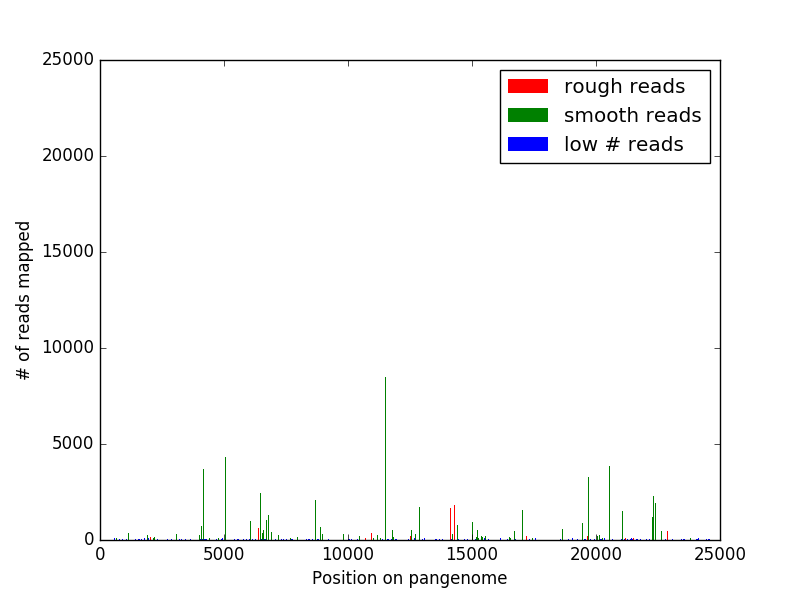 25000
20000
15000
10000
5000
0
# of reads mapped
rough reads
smooth reads
low # reads
0 5000 10000 15000 20000 25000
Position on pangenome